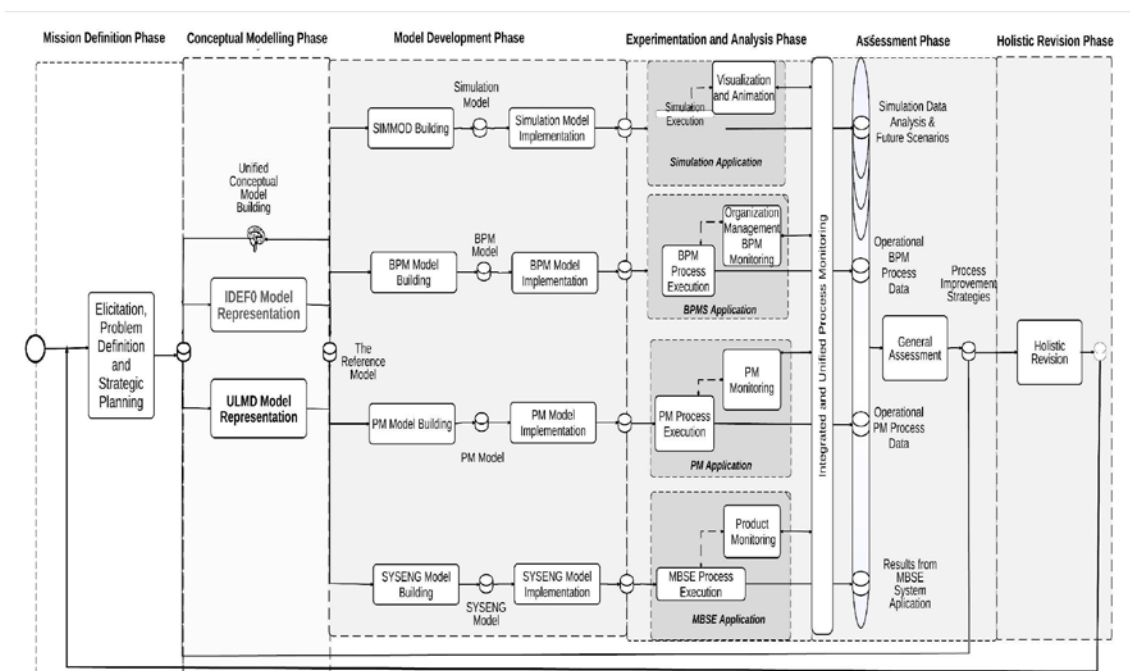 Mission Definition Phase
Conceptual Modelling Phase
Model Development Phase
Experimentation and Analysis Phase
Assessment Phase
Holistic Revision Phase
Elicitation,
Problem
Definition
and
Strategic
Planning
Unified
Conceptual
Model
Building
IDEF0 Model
Representation
ULMD Model
Representation
The
Reference
Model
SIMMOD Building
Simulation
Model
Simulation Model
Implementation
BPM Model
Building
BPM
Model
BPM Model
Implementation
PM Model Building
PM Model
PM Model
Implementation
SYSENG Model
Building
SYSENG
Model
SYSENG Model
Implementation
Simulation
Execution
Visualization
and Animation
Simulation Application
BPM
Process
Execution
Organization
Management
BPM
Monitoring
BPMS Application
PM Process
Execution
PM
Monitoring
PM Application
MBSE Process
Execution
Product
Monitoring
MBSE Application
Integrated and Unified Process Monitoring
Simulation Data
Analysis &
Future Scenarios
Operational
BPM
Process
Data
Process
Improvement
Strategies
General
Assessment
Operational
PM Process
Data
Results from
MBSE
System
Aplication
Holistic
Revision